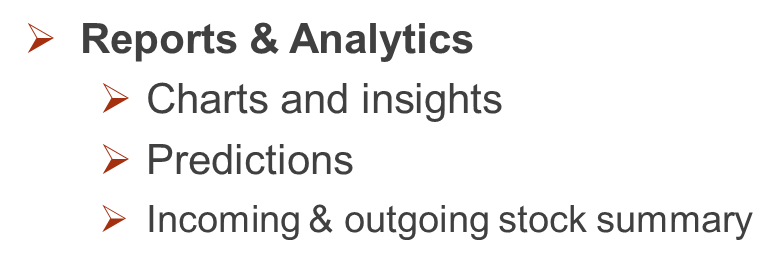 Reports & Analytics
Charts and insights
Predictions
Incoming & outgoing stock summary